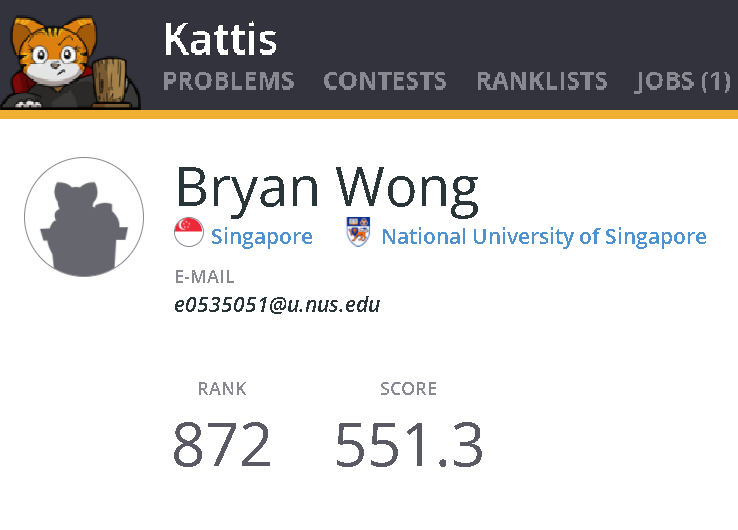 Kattis
PROBLEMS CONTESTS RANKLISTS JOBS (1)
Bryan Wong
Singapore National University of Singapore
E-MAIL
e0535051@u.nus.edu
RANK SCORE
872 551.3